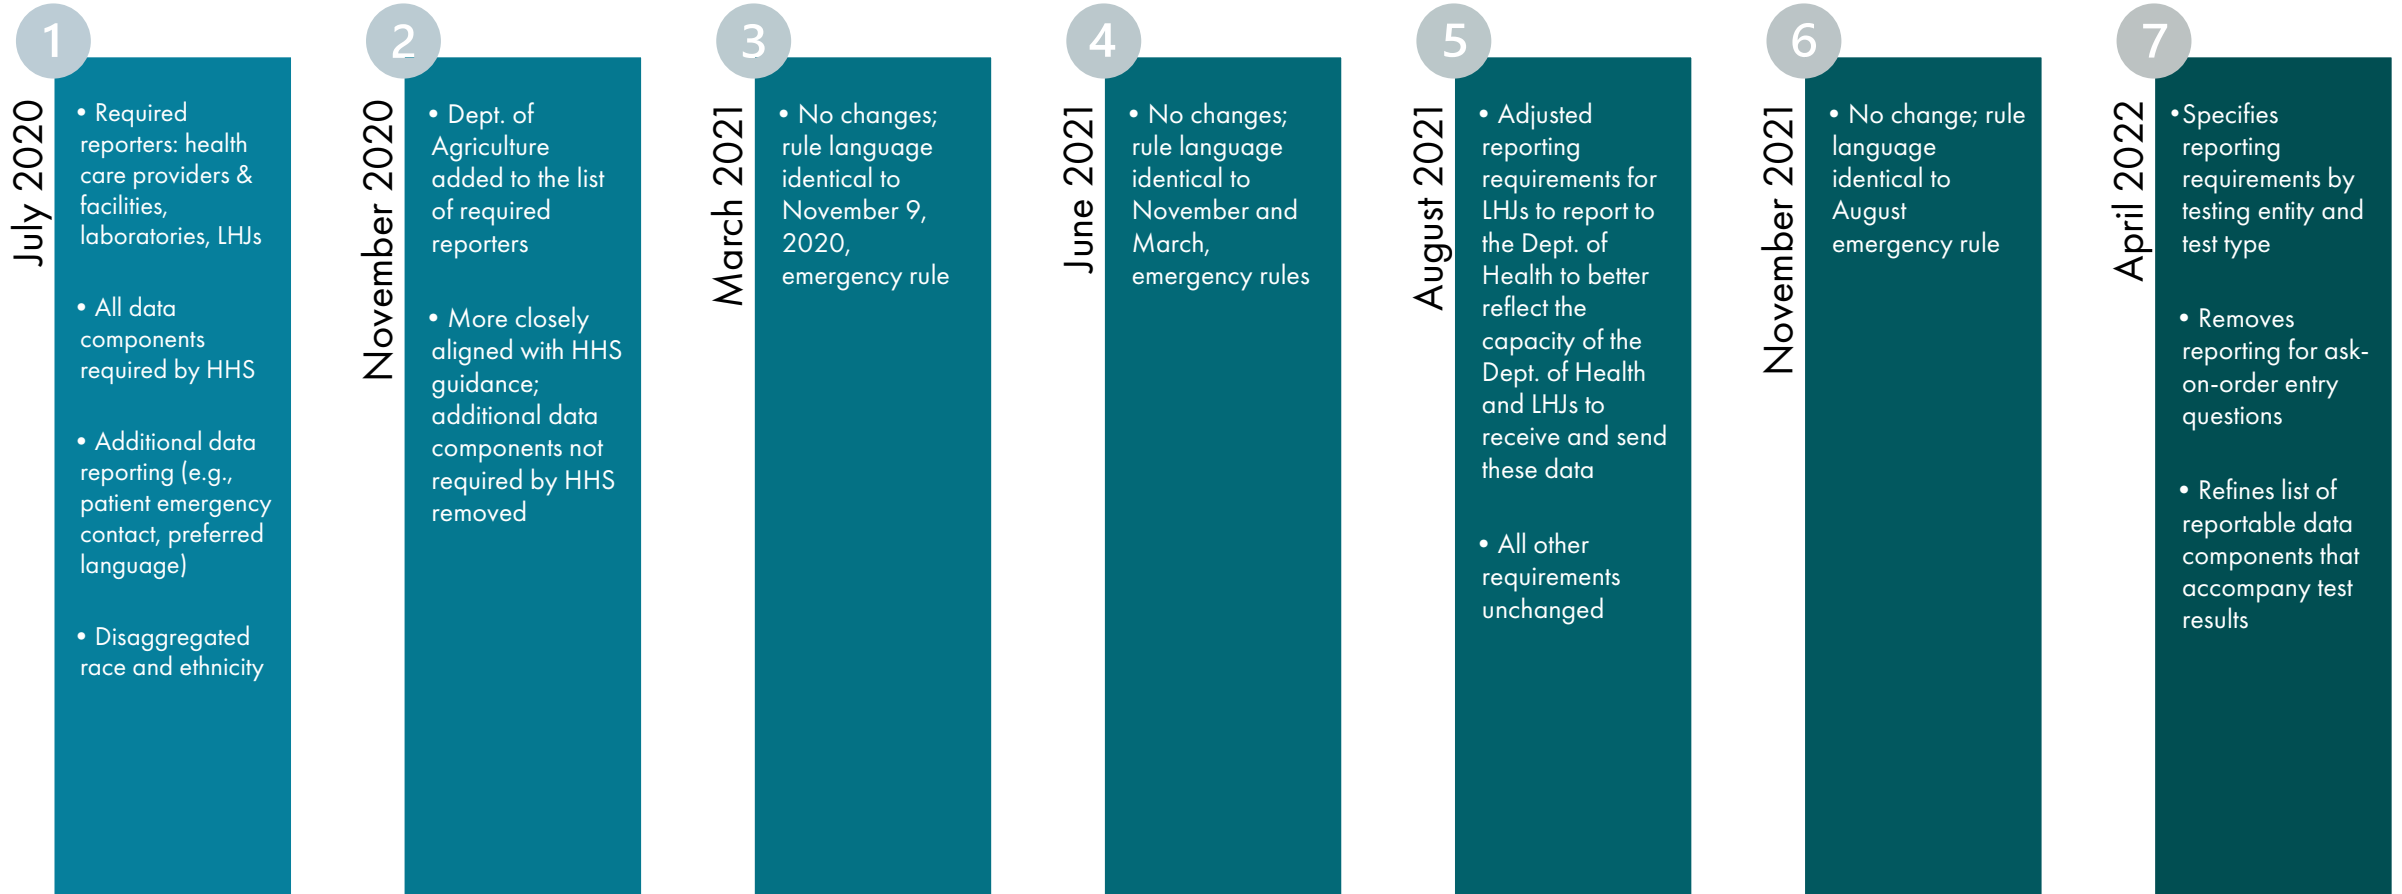 1
July 2020
• Required
reporters: health
care providers &
facilities,
laboratories, LHJs
• All data
components
required by HHS
• Additional data
reporting (e.g.,
patient emergency
contact, preferred
language)
• Disaggregated
race and ethnicity
2
November 2020
• Dept. of
Agriculture
added to the list
of required
reporters
• More closely
aligned with HHS
guidance;
additional data
components not
required by HHS
removed
3
March 2021
• No changes;
rule language
identical to
November 9,
2020,
emergency rule
4
June 2021
• No changes;
rule language
identical to
November and
March,
emergency rules
5
August 2021
• Adjusted
reporting
requirements for
LHJs to report to
the Dept. of
Health to better
reflect the
capacity of the
Dept. of Health
and LHJs to
receive and send
these data
• All other
requirements
unchanged
6
November 2021
• No change; rule
language
identical to
August
emergency rule
7
April 2022
•Specifies
reporting
requirements by
testing entity and
test type
• Removes
reporting for ask-
on-order entry
questions
• Refines list of
reportable data
components that
accompany test
results